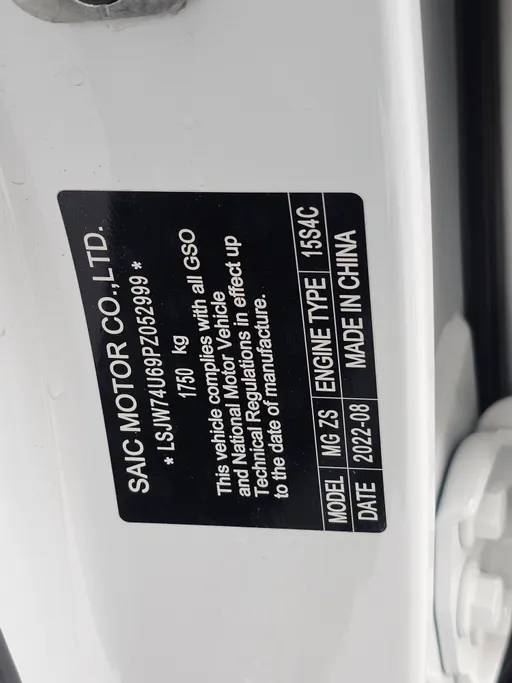 SAIC MOTOR CO.,LTD.
* LSJW74U69PZ052999 *
1750 kg
This vehicle complies with all GSO
and National Motor Vehicle
Technical Regulations in effect up
to the date of manufacture.
MODEL MG ZS ENGINE TYPE 15S4C
DATE 2022-08 MADE IN CHINA